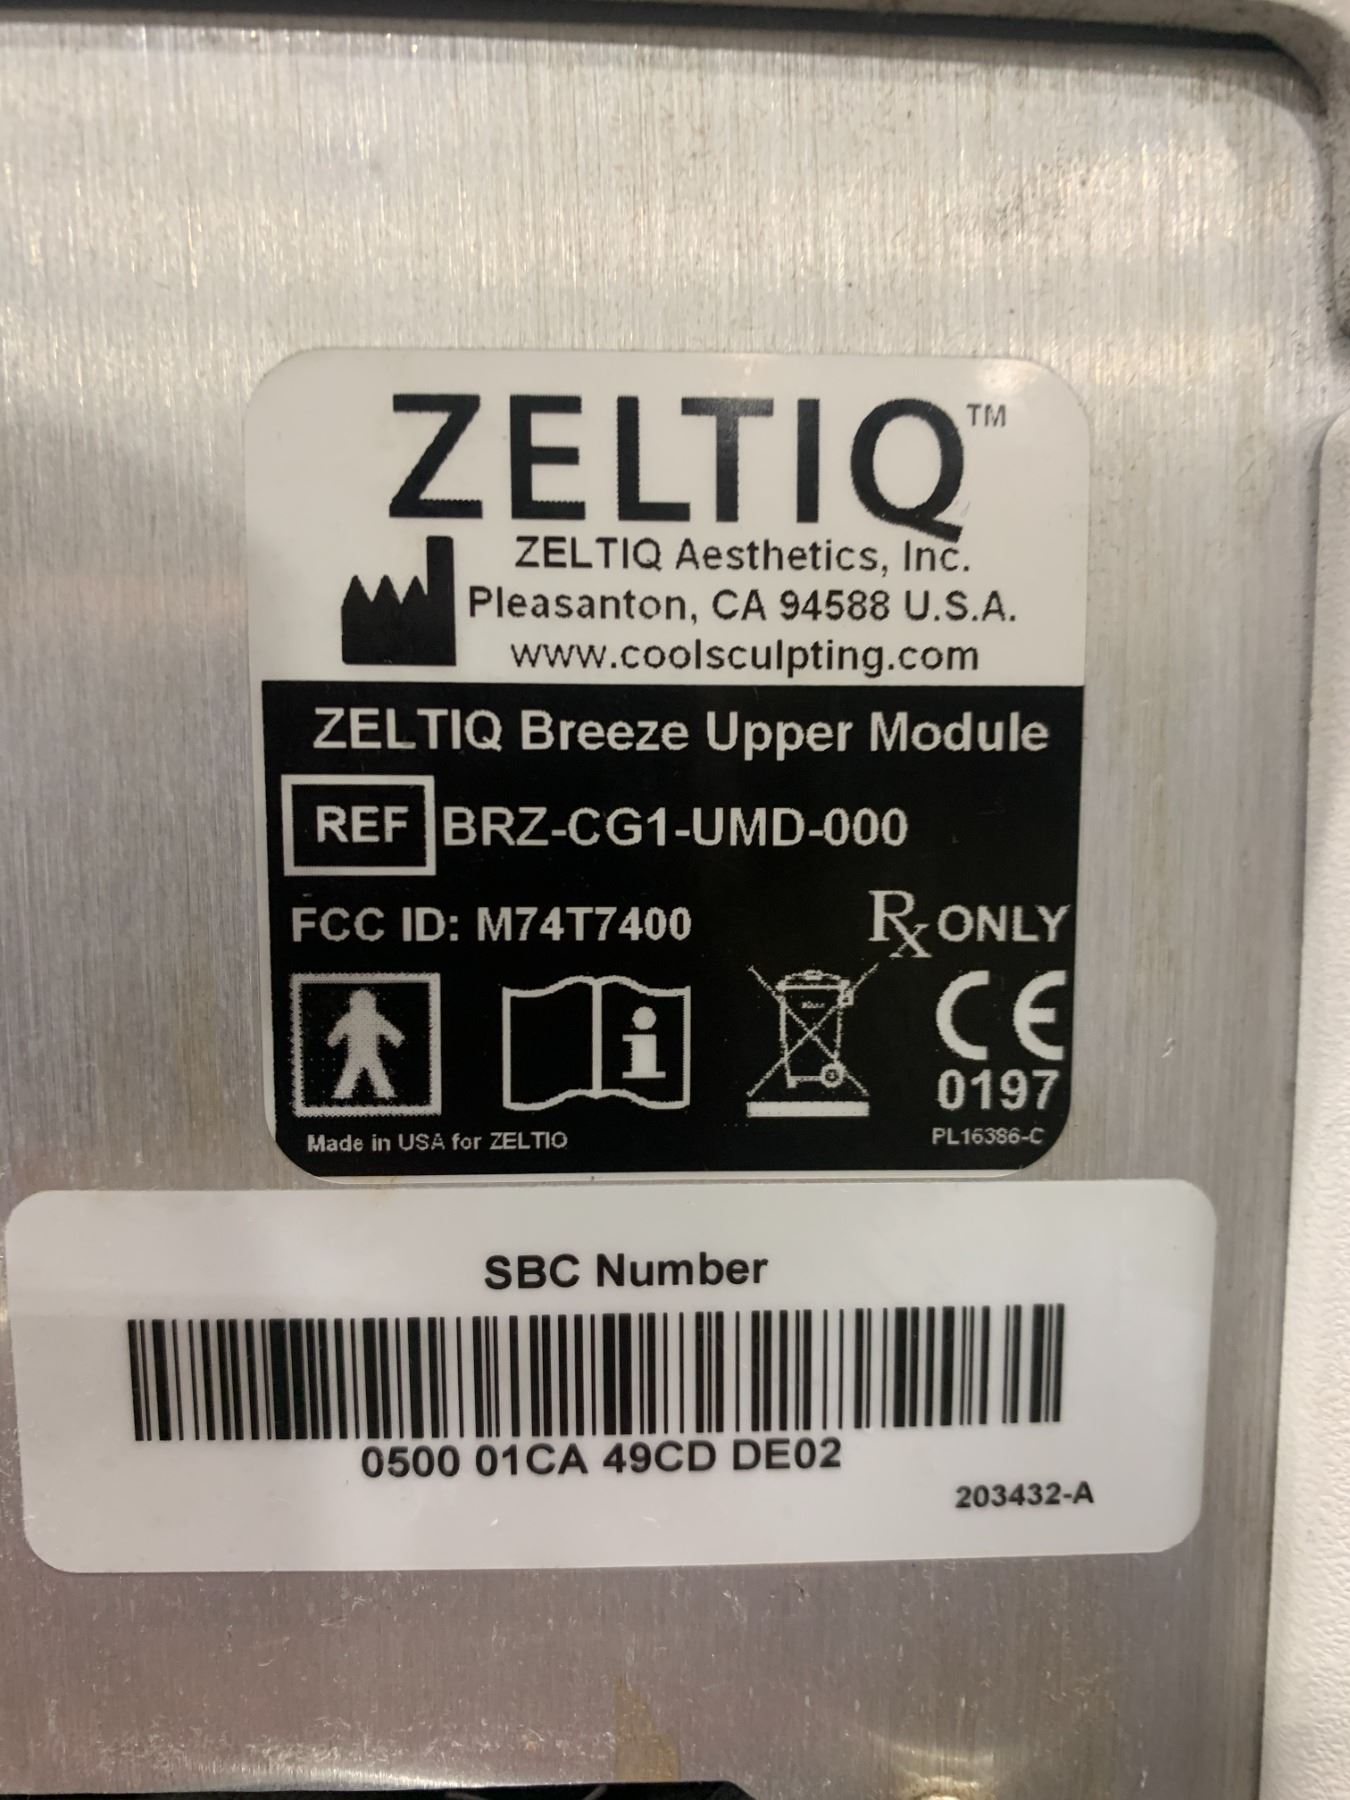 ZELTIQ™
ZELTIQ Aesthetics, Inc.
Pleasanton, CA 94588 U.S.A.
www.coolsculpting.com
ZELTIQ Breeze Upper Module
REF BRZ-CG1-UMD-000
FCC ID: M74T7400 Rx ONLY
i
CE
0197
Made in USA for ZELTIQ PL16386-C
SBC Number
0500 01CA 49CD DE02
203432-A